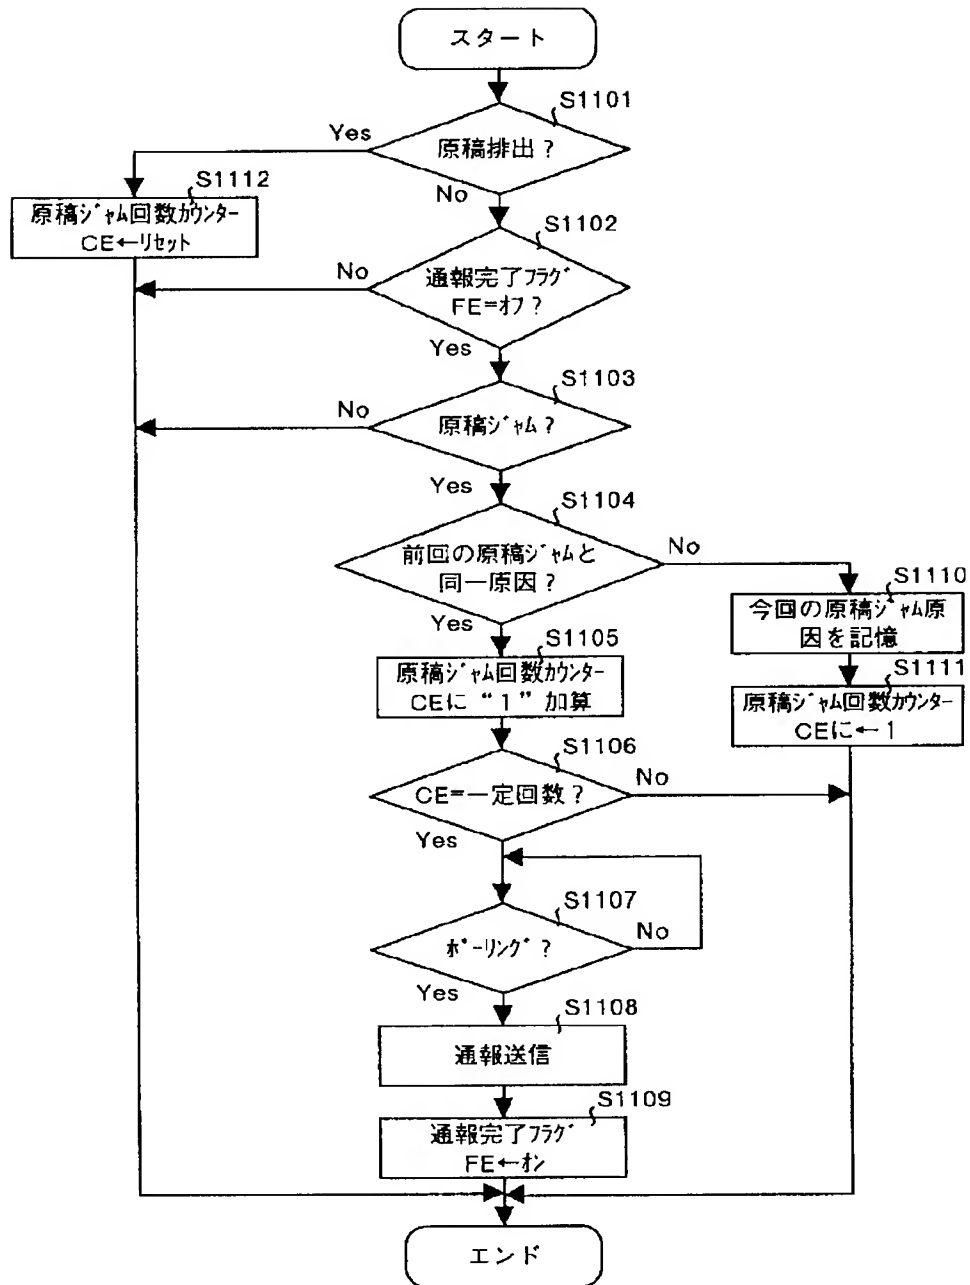 スタート
S1101
原稿排出?
Yes
No
S1112
原稿ジャム回数カウンター
CE←リセット
S1102
通報完了フラグ
FE=オフ?
No
Yes
S1103
原稿ジャム?
No
Yes
S1104
前回の原稿ジャムと
同一原因?
No
Yes
S1110
今回の原稿ジャム原
因を記憶
S1105
原稿ジャム回数カウンター
CEに“1”加算
S1111
原稿ジャム回数カウンター
CEに←1
S1106
CE=一定回数?
No
Yes
S1107
ポーリング?
No
Yes
S1108
通報送信
S1109
通報完了フラグ
FE←オン
エンド